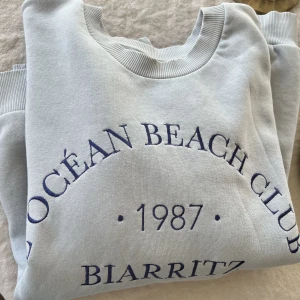 L'OCÉAN BEACH CLUB
· 1987 ·
BIARRITZ